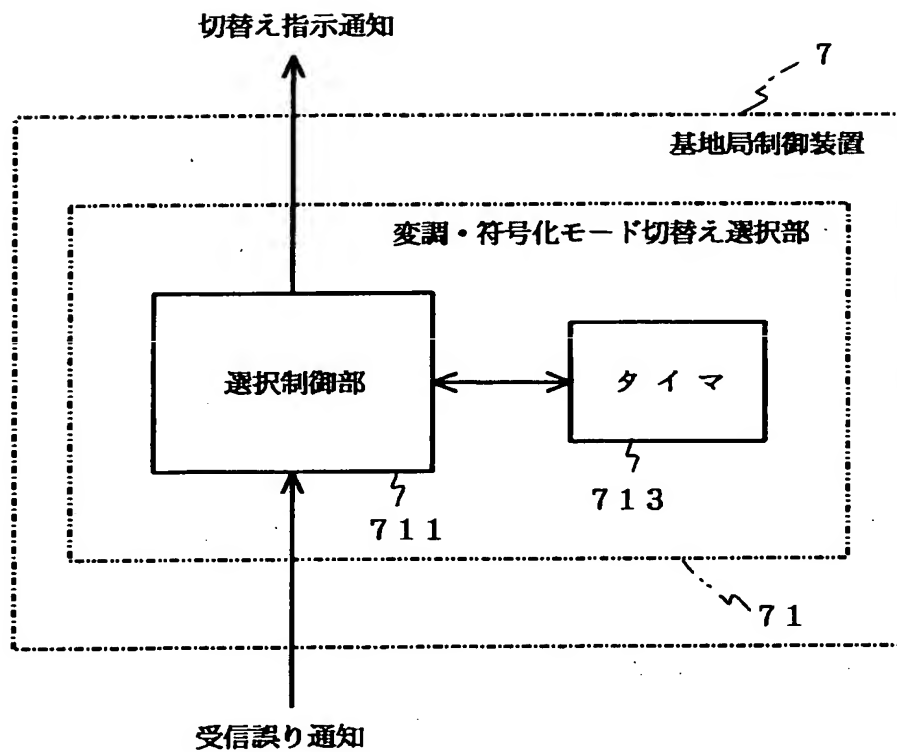 切替え指示通知
7
基地局制御装置
変調・符号化モード切替え選択部
選択制御部
タイマ
711
713
71
受信誤り通知